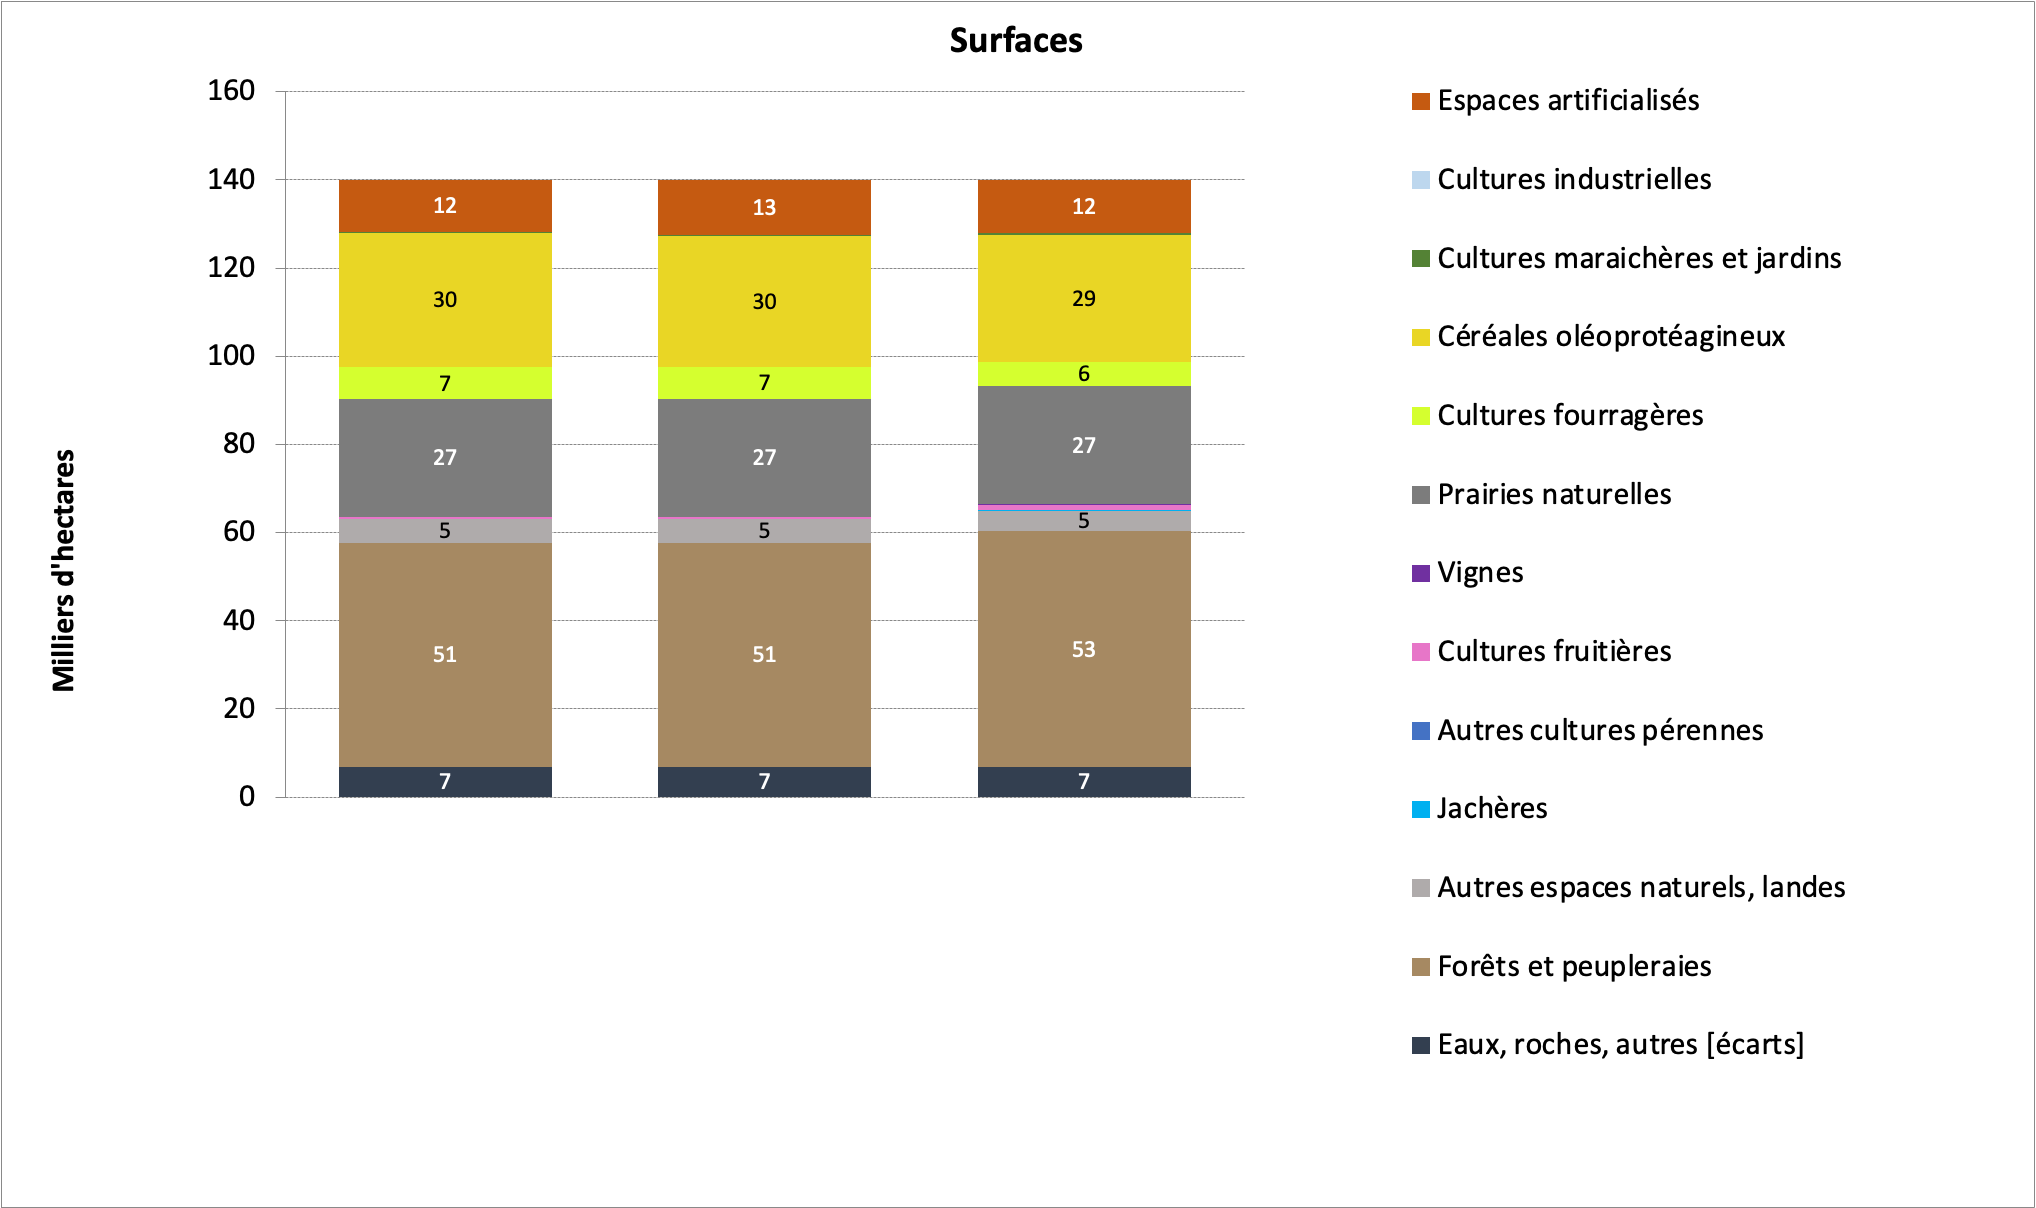 Surfaces
Milliers d'hectares
160
140
120
100
80
60
40
20
0
12 13 12
30 30 29
7 7 6
27 27 27
5 5 5
51 51 53
7 7 7
Espaces artificialisés
Cultures industrielles
Cultures maraichères et jardins
Céréales oléoprotéagineux
Cultures fourragères
Prairies naturelles
Vignes
Cultures fruitières
Autres cultures pérennes
Jachères
Autres espaces naturels, landes
Forêts et peupleraies
Eaux, roches, autres [écarts]